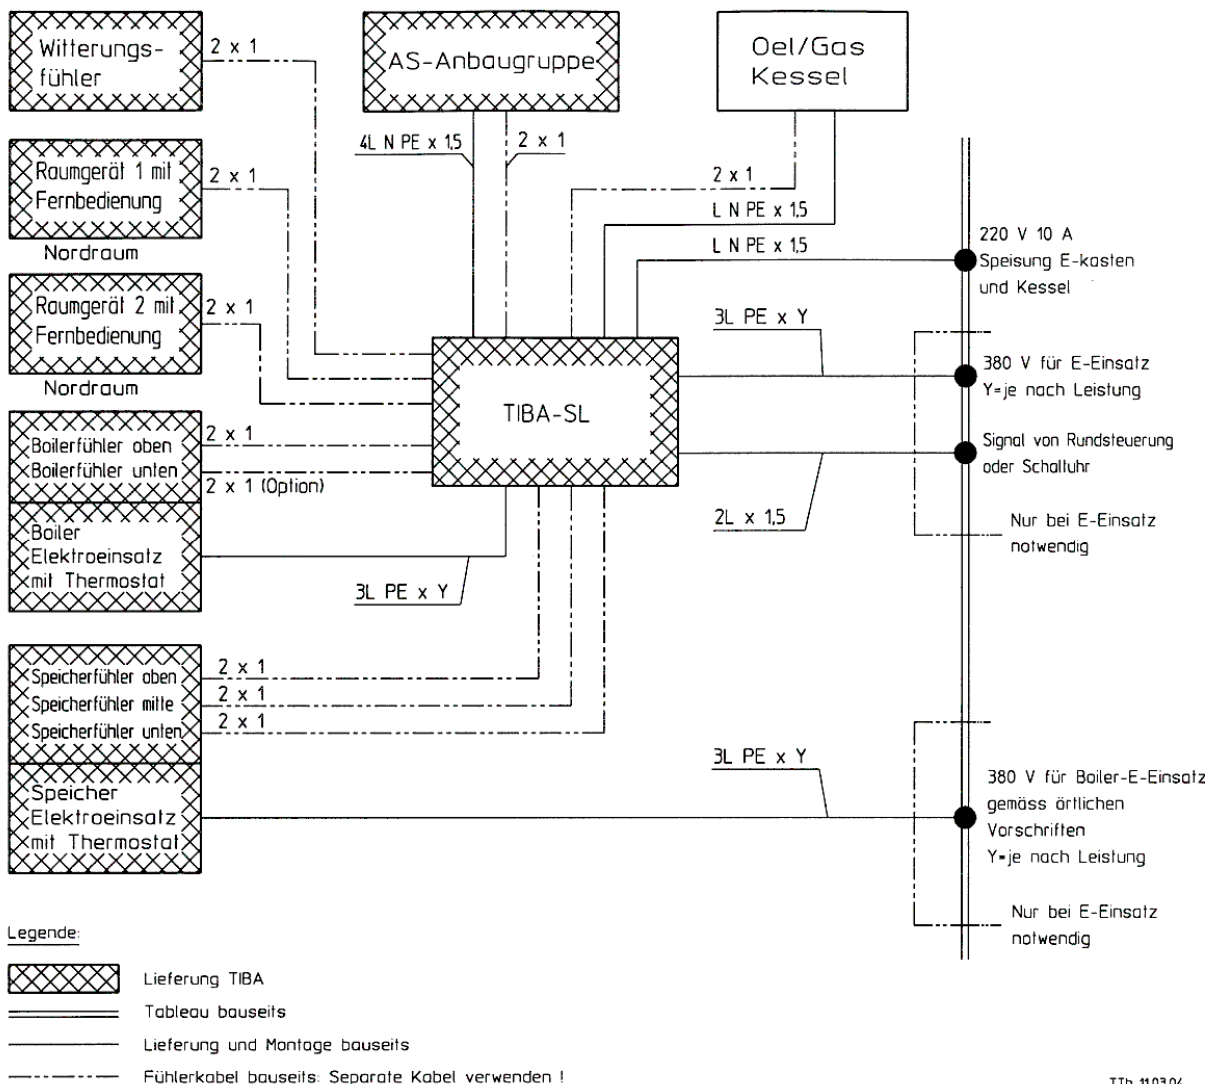 Witterungs-
fühler
2 x 1
AS-Anbaugruppe
Oel/Gas
Kessel
4L N PE x 1,5
2 x 1
Raumgerät 1 mit
Fernbedienung
2 x 1
Nordraum
2 x 1
L N PE x 1,5
L N PE x 1,5
220 V 10 A
Speisung E-kasten
und Kessel
Raumgerät 2 mit
Fernbedienung
2 x 1
Nordraum
3L PE x Y
TIBA-SL
380 V für E-Einsatz
Y=je nach Leistung
Boilerfühler oben
Boilerfühler unten
2 x 1
2 x 1 (Option)
Signal von Rundsteuerung
oder Schaltuhr
2L x 1,5
Nur bei E-Einsatz
notwendig
Boiler
Elektroeinsatz
mit Thermostat
3L PE x Y
Speicherfühler oben
Speicherfühler mitte
Speicherfühler unten
2 x 1
2 x 1
2 x 1
3L PE x Y
Speicher
Elektroeinsatz
mit Thermostat
380 V für Boiler-E-Einsatz
gemäss örtlichen
Vorschriften
Y=je nach Leistung
Nur bei E-Einsatz
notwendig
Legende:
Lieferung TIBA
Tableau bauseits
Lieferung und Montage bauseits
Fühlerkabel bauseits: Separate Kabel verwenden !